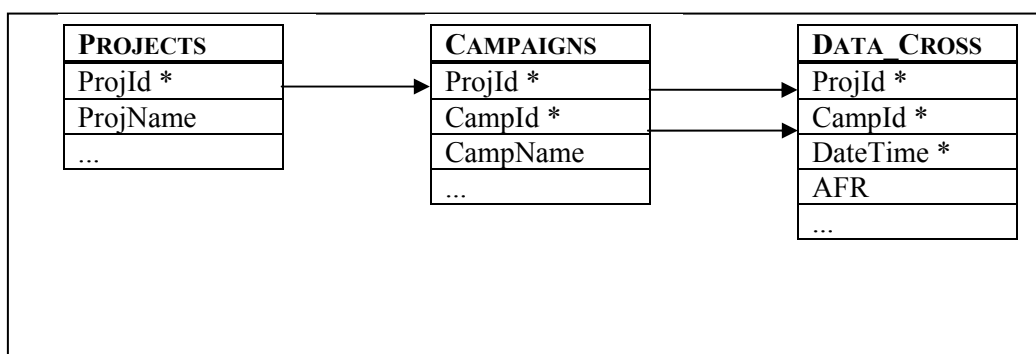 PROJECTS
ProjId *
ProjName
...
CAMPAIGNS
ProjId *
CampId *
CampName
...
DATA_CROSS
ProjId *
CampId *
DateTime *
AFR
...